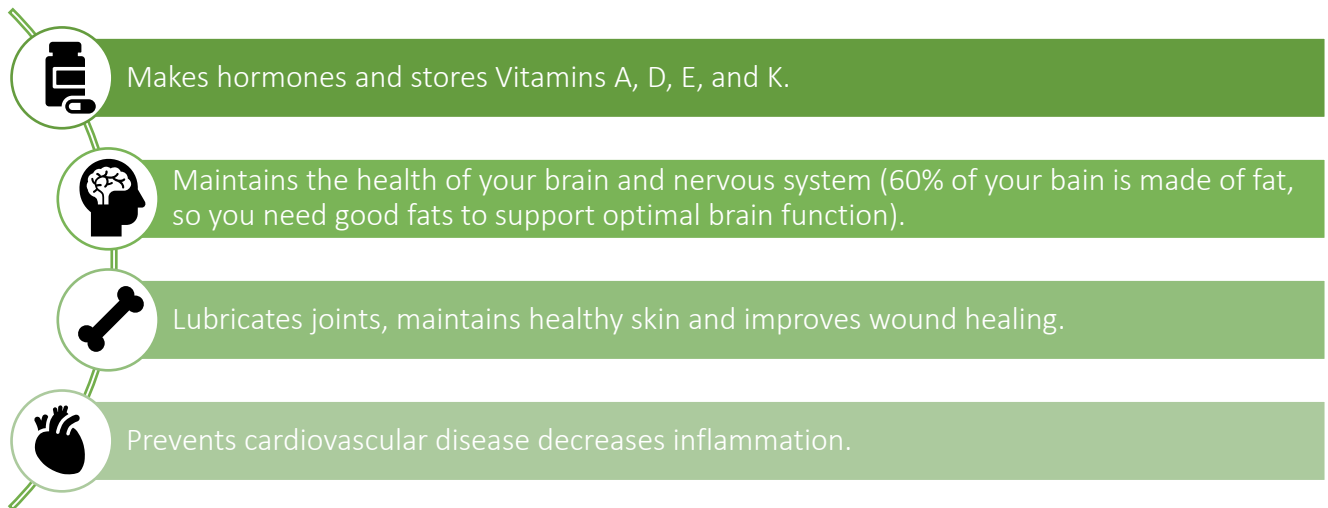 Makes hormones and stores Vitamins A, D, E, and K.
Maintains the health of your brain and nervous system (60% of your bain is made of fat,
so you need good fats to support optimal brain function).
Lubricates joints, maintains healthy skin and improves wound healing.
Prevents cardiovascular disease decreases inflammation.